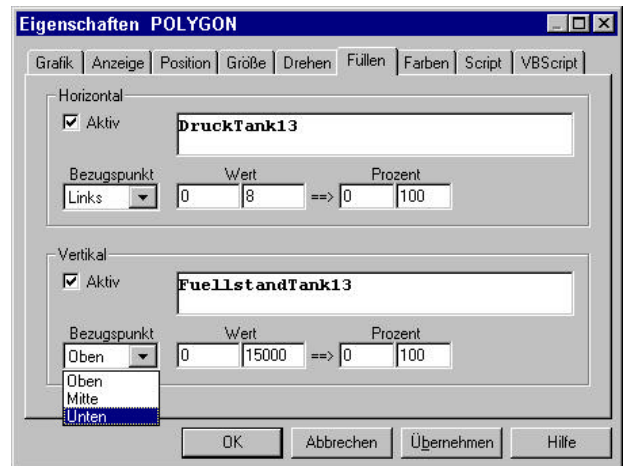 Eigenschaften POLYGON
Grafik Anzeige Position Größe Drehen Füllen Farben Script VBScript
Horizontal
Aktiv DruckTank13
Bezugspunkt Wert Prozent
Links 0 8 ==> 0 100
Vertikal
Aktiv FuellstandTank13
Bezugspunkt Wert Prozent
Oben 0 15000 ==> 0 100
Oben
Mitte
Unten
OK Abbrechen Übernehmen Hilfe